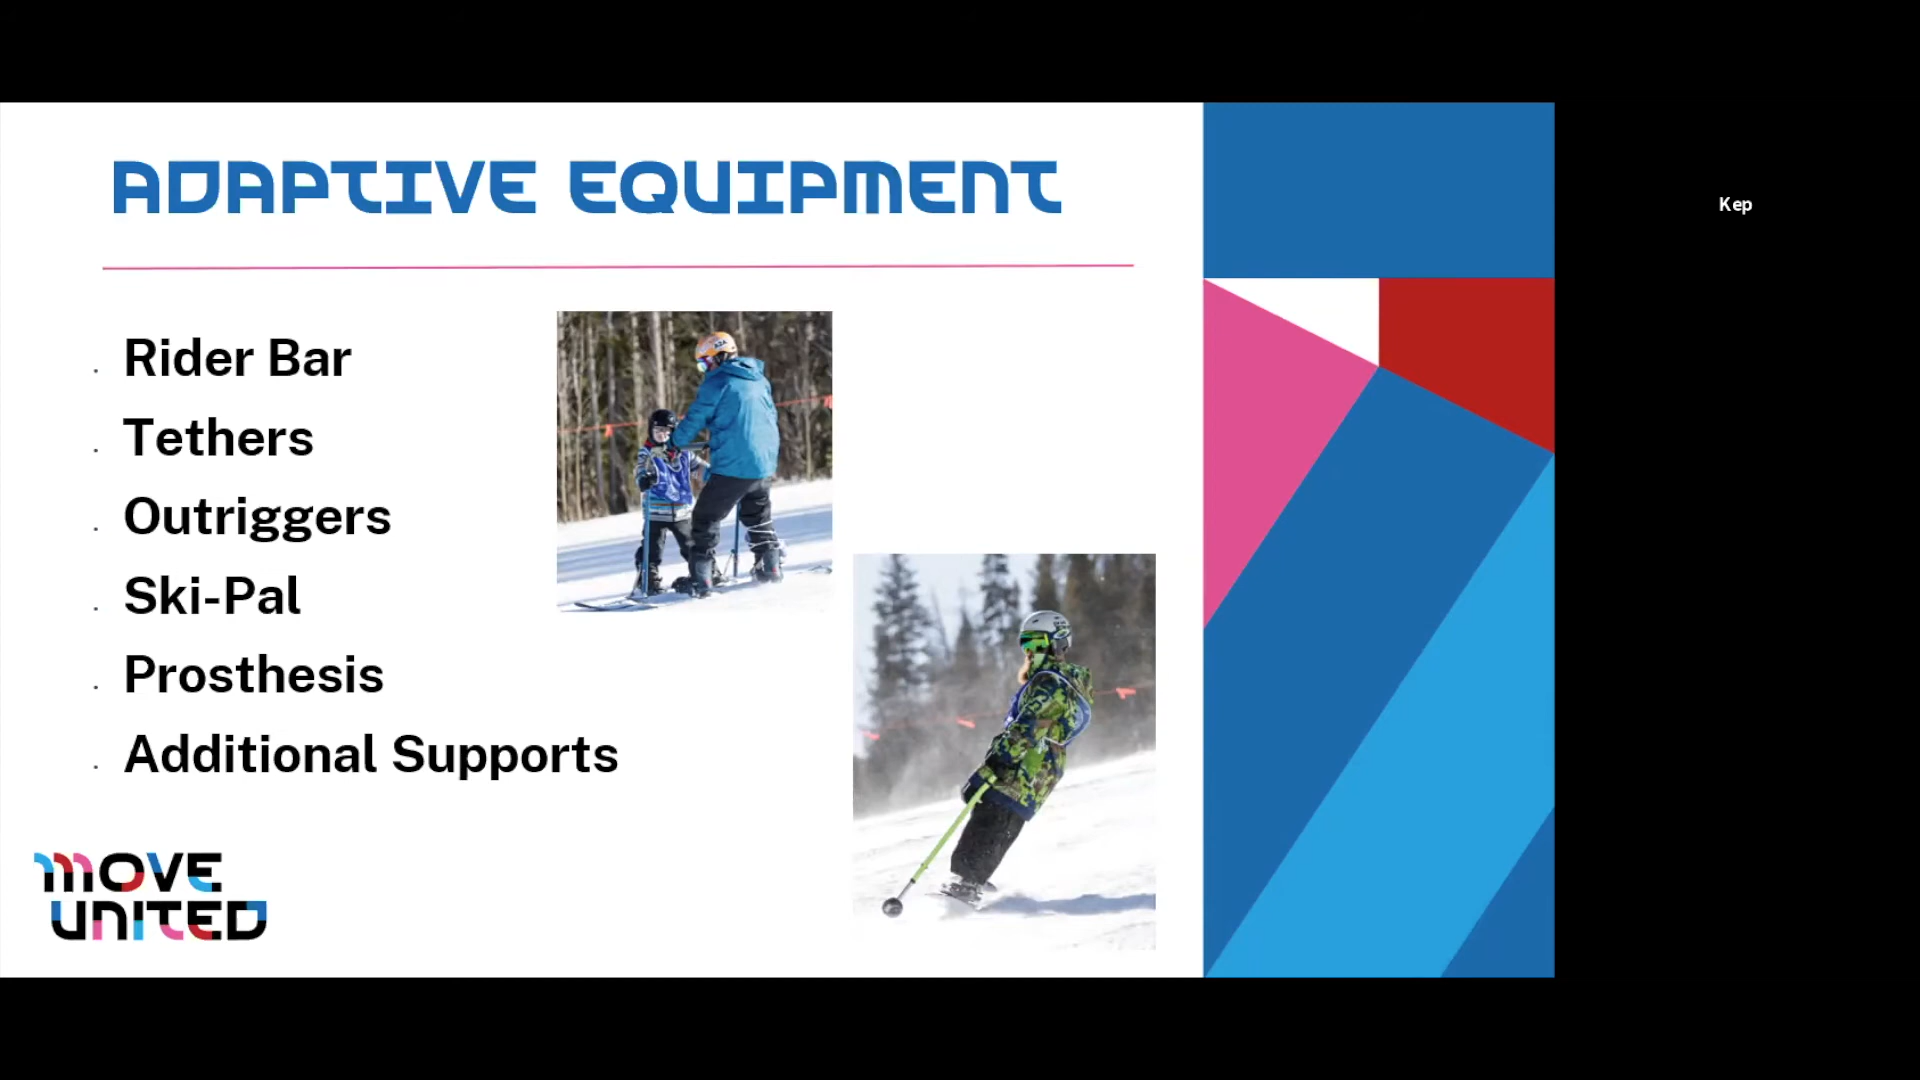 ADAPTIVE EQUIPMENT
Kep
Rider Bar
Tethers
Outriggers
Ski-Pal
Prosthesis
Additional Supports
MOVE
UNITED